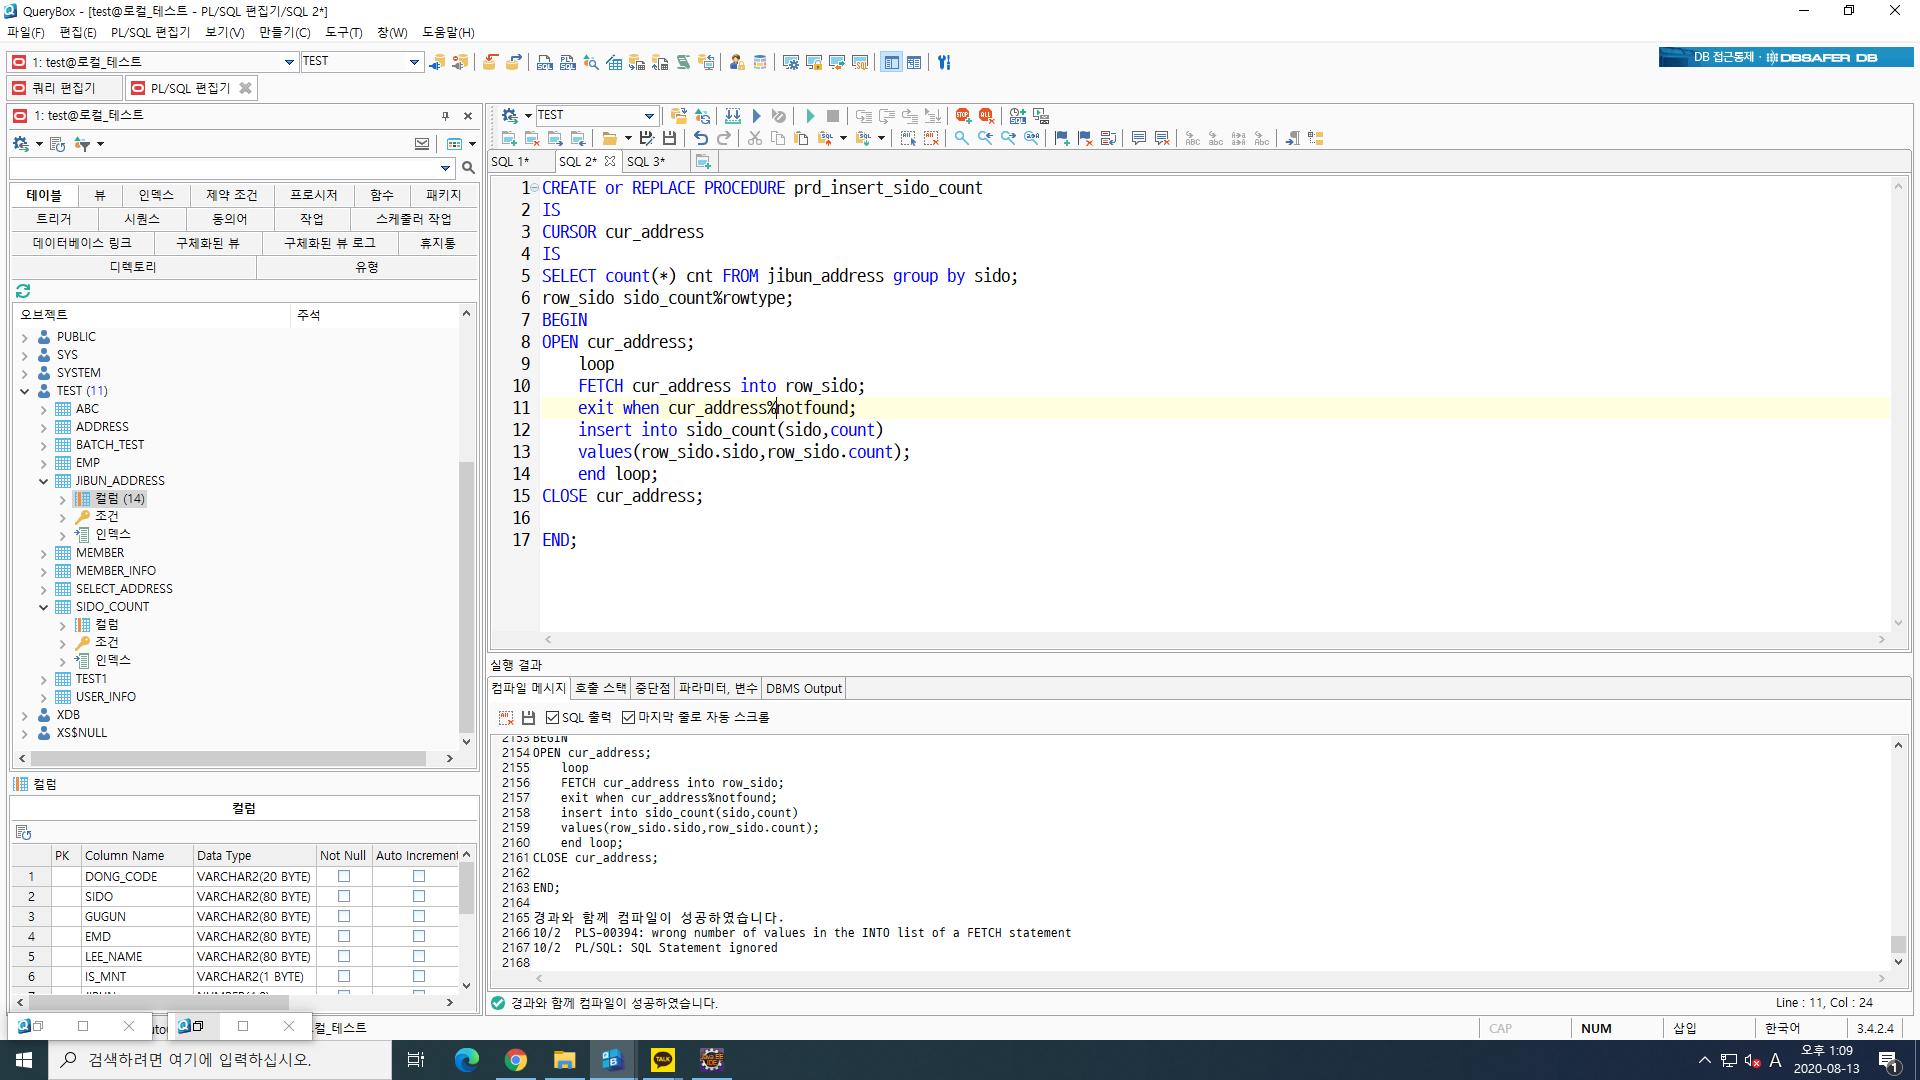 QueryBox - [test@로컬_테스트 - PL/SQL 편집기/SQL 2*]
파일(F) 편집(E) PL/SQL 편집기 보기(V) 만들기(C) 도구(T) 창(W) 도움말(H)
1: test@로컬_테스트 TEST
DB 접근통제 · DBSAFER DB
쿼리 편집기 PL/SQL 편집기
1: test@로컬_테스트
TEST
SQL 1* SQL 2* SQL 3*
테이블 뷰 인덱스 제약 조건 프로시저 함수 패키지
트리거 시퀀스 동의어 작업 스케줄러 작업
데이터베이스 링크 구체화된 뷰 구체화된 뷰 로그 휴지통
디렉토리 유형
오브젝트 주석
PUBLIC
SYS
SYSTEM
TEST (11)
ABC
ADDRESS
BATCH_TEST
EMP
JIBUN_ADDRESS
컬럼 (14)
조건
인덱스
MEMBER
MEMBER_INFO
SELECT_ADDRESS
SIDO_COUNT
컬럼
조건
인덱스
TEST1
USER_INFO
XDB
XS$NULL
컬럼
컬럼
PK Column Name Data Type Not Null Auto Increment
1 DONG_CODE VARCHAR2(20 BYTE)
2 SIDO VARCHAR2(80 BYTE)
3 GUGUN VARCHAR2(80 BYTE)
4 EMD VARCHAR2(80 BYTE)
5 LEE_NAME VARCHAR2(80 BYTE)
6 IS_MNT VARCHAR2(1 BYTE)
1 CREATE or REPLACE PROCEDURE prd_insert_sido_count
2 IS
3 CURSOR cur_address
4 IS
5 SELECT count(*) cnt FROM jibun_address group by sido;
6 row_sido sido_count%rowtype;
7 BEGIN
8 OPEN cur_address;
9 loop
10 FETCH cur_address into row_sido;
11 exit when cur_address%notfound;
12 insert into sido_count(sido,count)
13 values(row_sido.sido,row_sido.count);
14 end loop;
15 CLOSE cur_address;
16
17 END;
실행 결과
컴파일 메시지 호출 스택 중단점 파라미터, 변수 DBMS Output
SQL 출력 마지막 줄로 자동 스크롤
2153 BEGIN
2154 OPEN cur_address;
2155 loop
2156 FETCH cur_address into row_sido;
2157 exit when cur_address%notfound;
2158 insert into sido_count(sido,count)
2159 values(row_sido.sido,row_sido.count);
2160 end loop;
2161 CLOSE cur_address;
2162
2163 END;
2164
2165 경과와 함께 컴파일이 성공하였습니다.
2166 10/2 PLS-00394: wrong number of values in the INTO list of a FETCH statement
2167 10/2 PL/SQL: SQL Statement ignored
2168
경과와 함께 컴파일이 성공하였습니다. Line : 11, Col : 24
CAP NUM 삽입 한국어 3.4.2.4
검색하려면 여기에 입력하십시오.
TALK
A 오후 1:09
2020-08-13
1